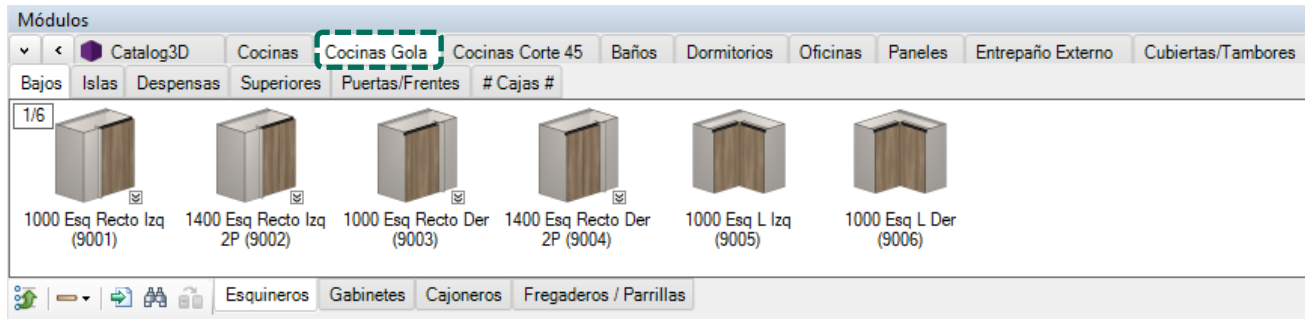 Módulos
Catalog3D Cocinas Cocinas Gola Cocinas Corte 45 Baños Dormitorios Oficinas Paneles Entrepaño Externo Cubiertas/Tambores
Bajos Islas Despensas Superiores Puertas/Frentes # Cajas #
1/6
1000 Esq Recto Izq 1400 Esq Recto Izq 1000 Esq Recto Der 1400 Esq Recto Der 1000 Esq L Izq 1000 Esq L Der
(9001) 2P (9002) (9003) 2P (9004) (9005) (9006)
Esquineros Gabinetes Cajoneros Fregaderos / Parrillas